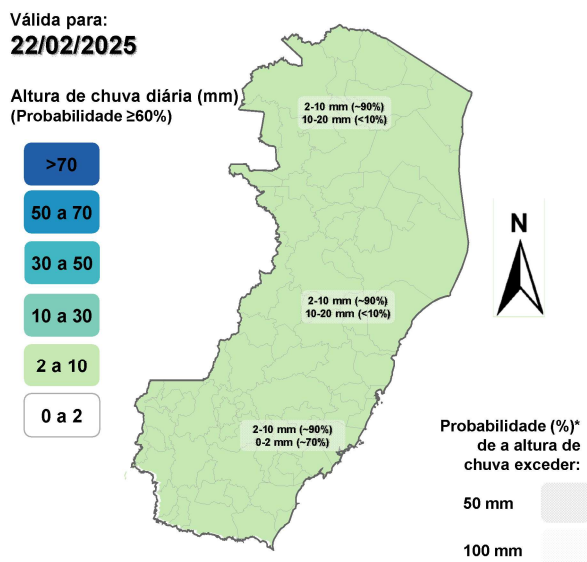 Válida para:
22/02/2025
Altura de chuva diária (mm)
(Probabilidade ≥60%)
>70
50 a 70
30 a 50
10 a 30
2 a 10
0 a 2
2-10 mm (~90%)
10-20 mm (<10%)
2-10 mm (~90%)
10-20 mm (<10%)
2-10 mm (~90%)
0-2 mm (~70%)
N
Probabilidade (%)*
de a altura de
chuva exceder:
50 mm
100 mm